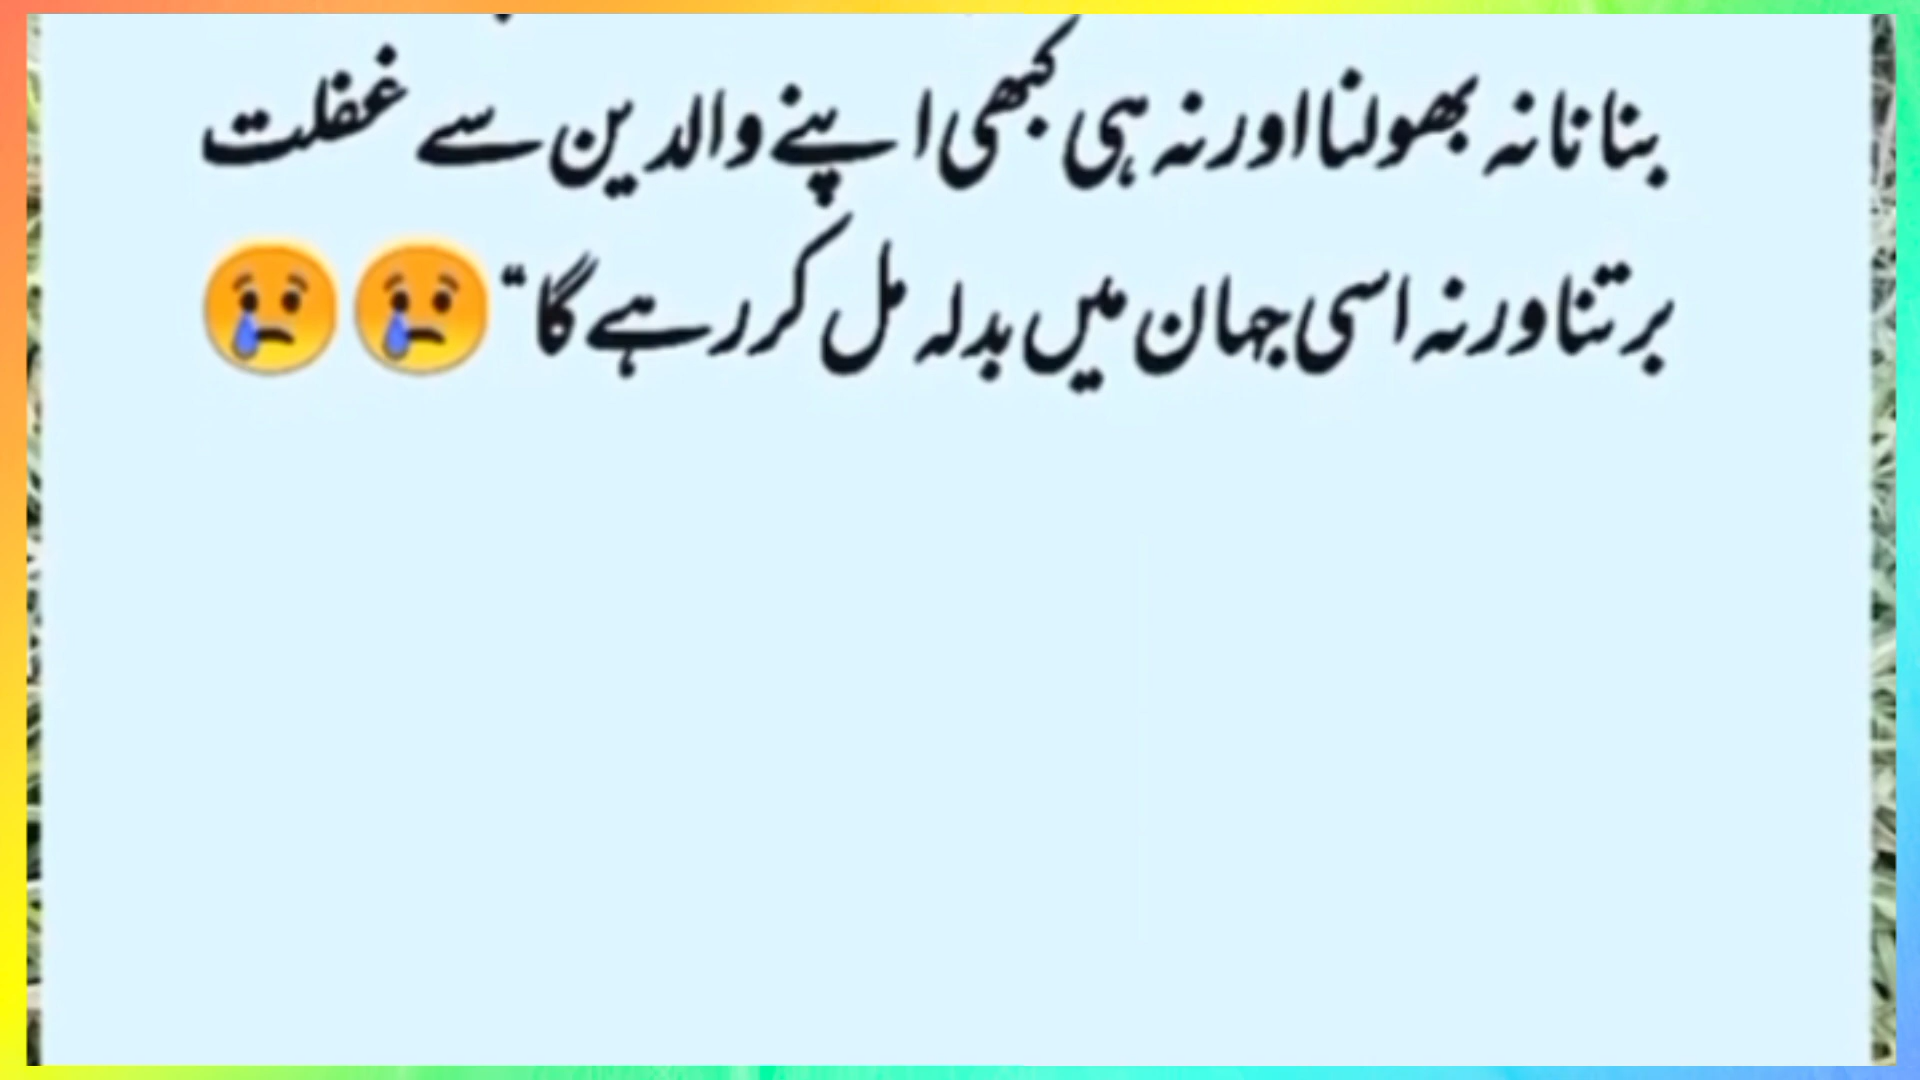 بنانا نہ بھولنا اور نہ ہی کبھی اپنے والدین سے غفلت
برتنا ورنہ اسی جہان میں بدلہ مل کر رہے گا“ 😢😢